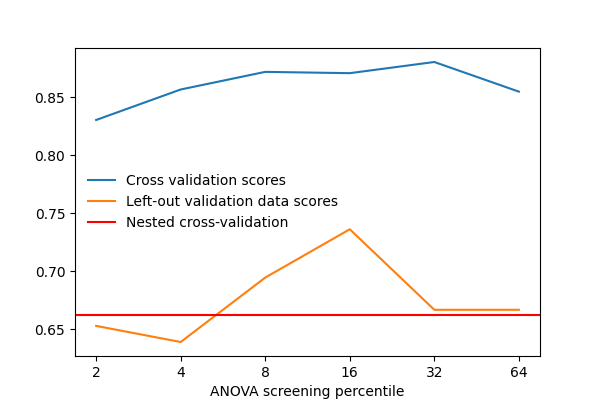 0.85
0.80
0.75
0.70
0.65
Cross validation scores
Left-out validation data scores
Nested cross-validation
2 4 8 16 32 64
ANOVA screening percentile